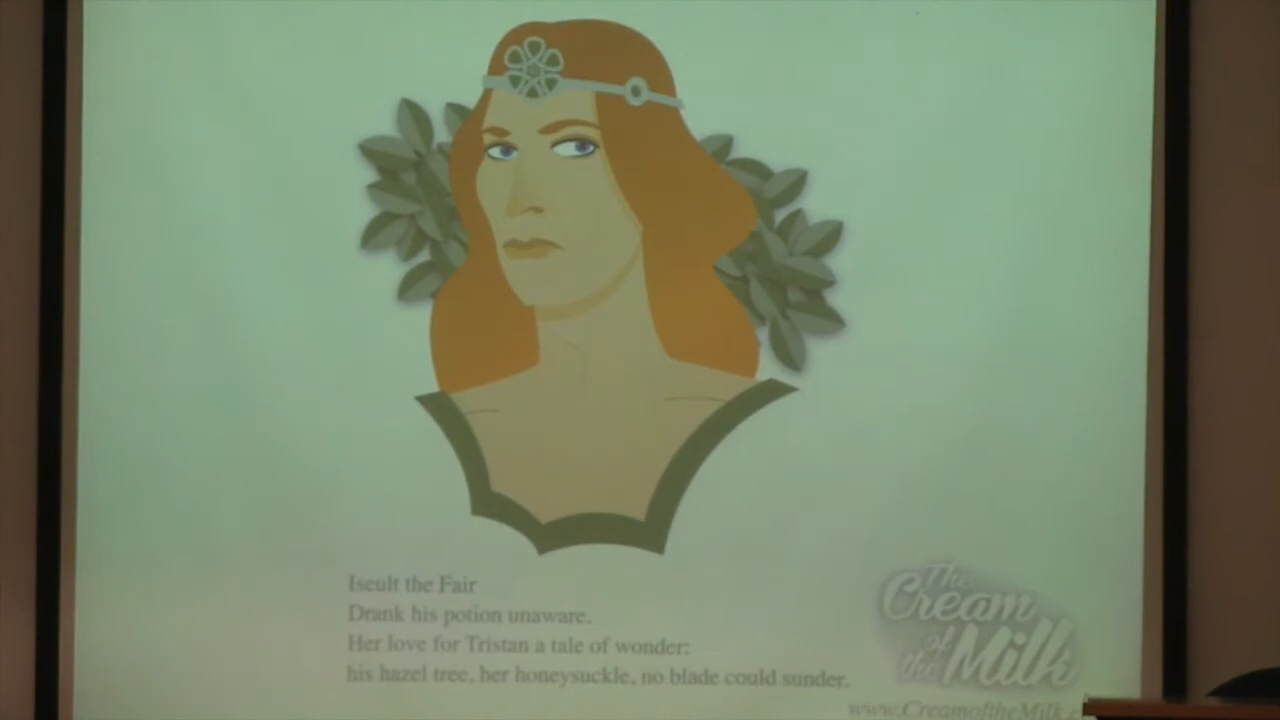 Iseult the Fair
Drank his potion unaware.
Her love for Tristan a tale of wonder:
his hazel tree, her honeysuckle, no blade could sunder.
The
Cream
of
the Milk
www.CreamoftheMilk.c